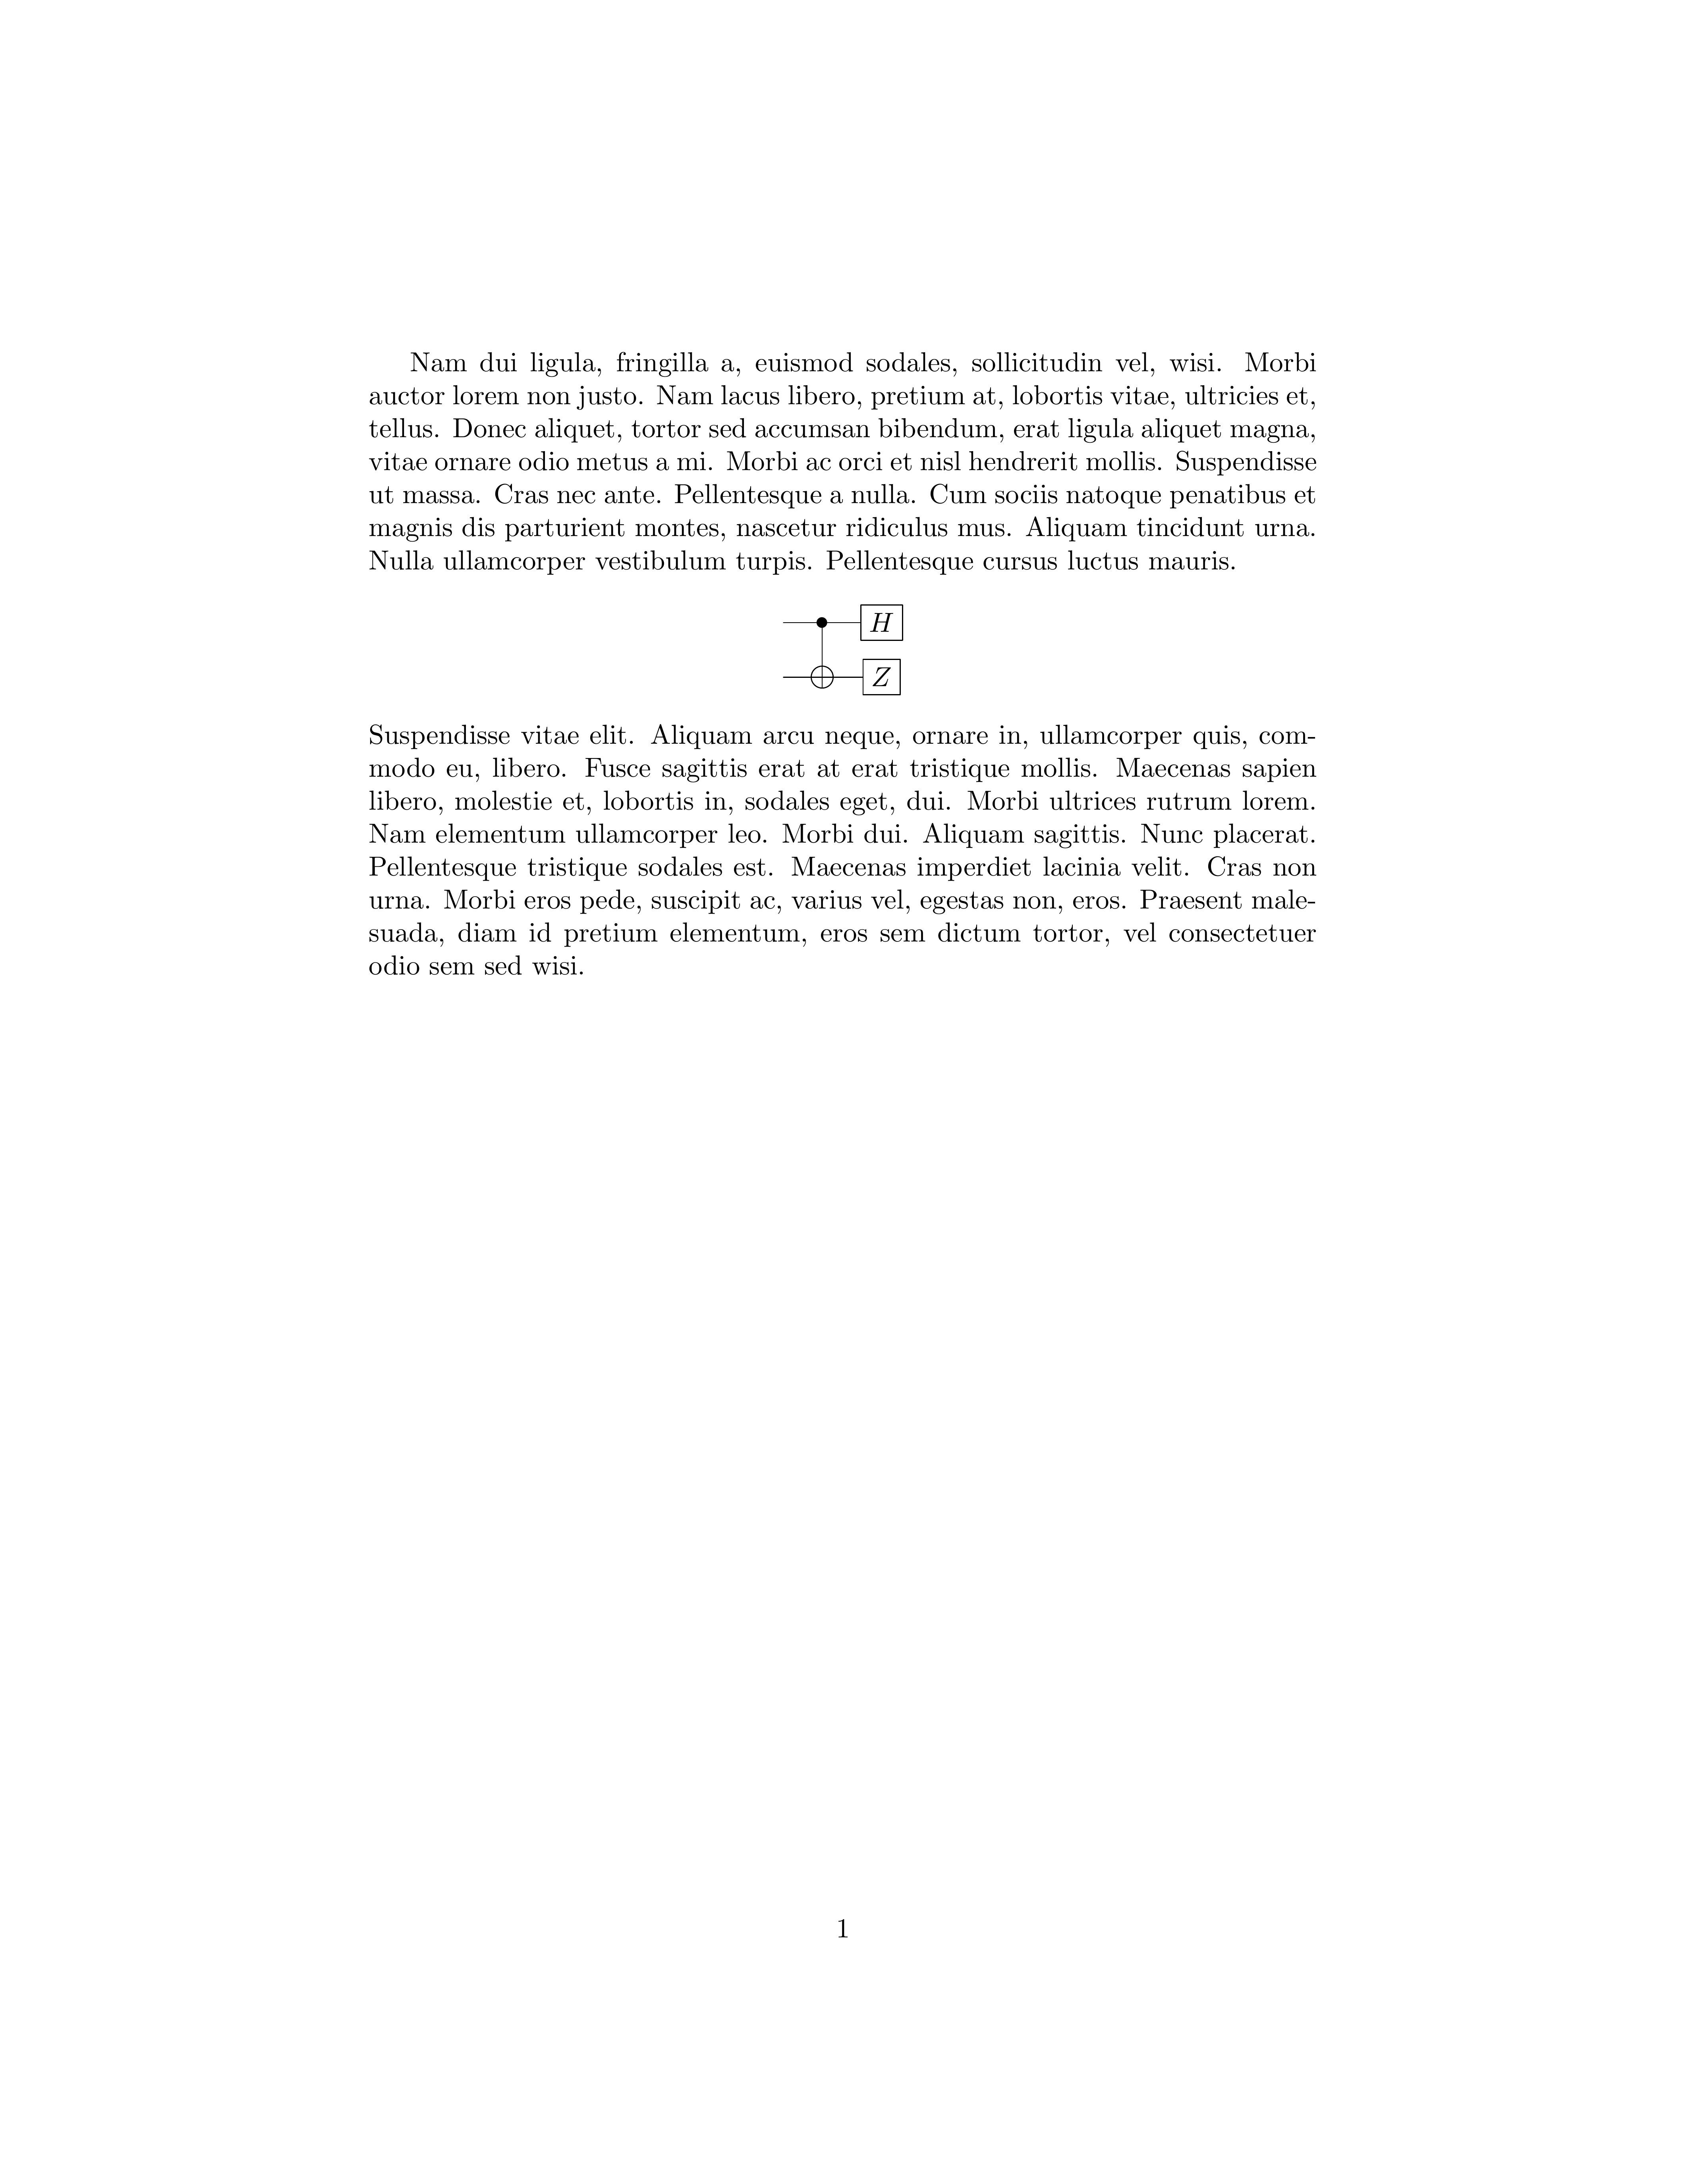 Nam dui ligula, fringilla a, euismod sodales, sollicitudin vel, wisi. Morbi
auctor lorem non justo. Nam lacus libero, pretium at, lobortis vitae, ultricies et,
tellus. Donec aliquet, tortor sed accumsan bibendum, erat ligula aliquet magna,
vitae ornare odio metus a mi. Morbi ac orci et nisl hendrerit mollis. Suspendisse
ut massa. Cras nec ante. Pellentesque a nulla. Cum sociis natoque penatibus et
magnis dis parturient montes, nascetur ridiculus mus. Aliquam tincidunt urna.
Nulla ullamcorper vestibulum turpis. Pellentesque cursus luctus mauris.
H
Z
Suspendisse vitae elit. Aliquam arcu neque, ornare in, ullamcorper quis, com-
modo eu, libero. Fusce sagittis erat at erat tristique mollis. Maecenas sapien
libero, molestie et, lobortis in, sodales eget, dui. Morbi ultrices rutrum lorem.
Nam elementum ullamcorper leo. Morbi dui. Aliquam sagittis. Nunc placerat.
Pellentesque tristique sodales est. Maecenas imperdiet lacinia velit. Cras non
urna. Morbi eros pede, suscipit ac, varius vel, egestas non, eros. Praesent male-
suada, diam id pretium elementum, eros sem dictum tortor, vel consectetuer
odio sem sed wisi.
1